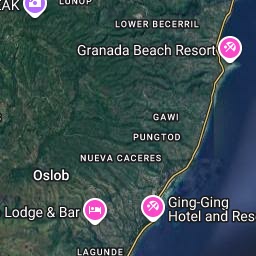 ZAK
LUNOP
LOWER BECERRIL
Granada Beach Resort
GAWI
PUNGTOD
NUEVA CACERES
Oslob
Lodge & Bar
Ging-Ging
Hotel and Res
LAGUNDE